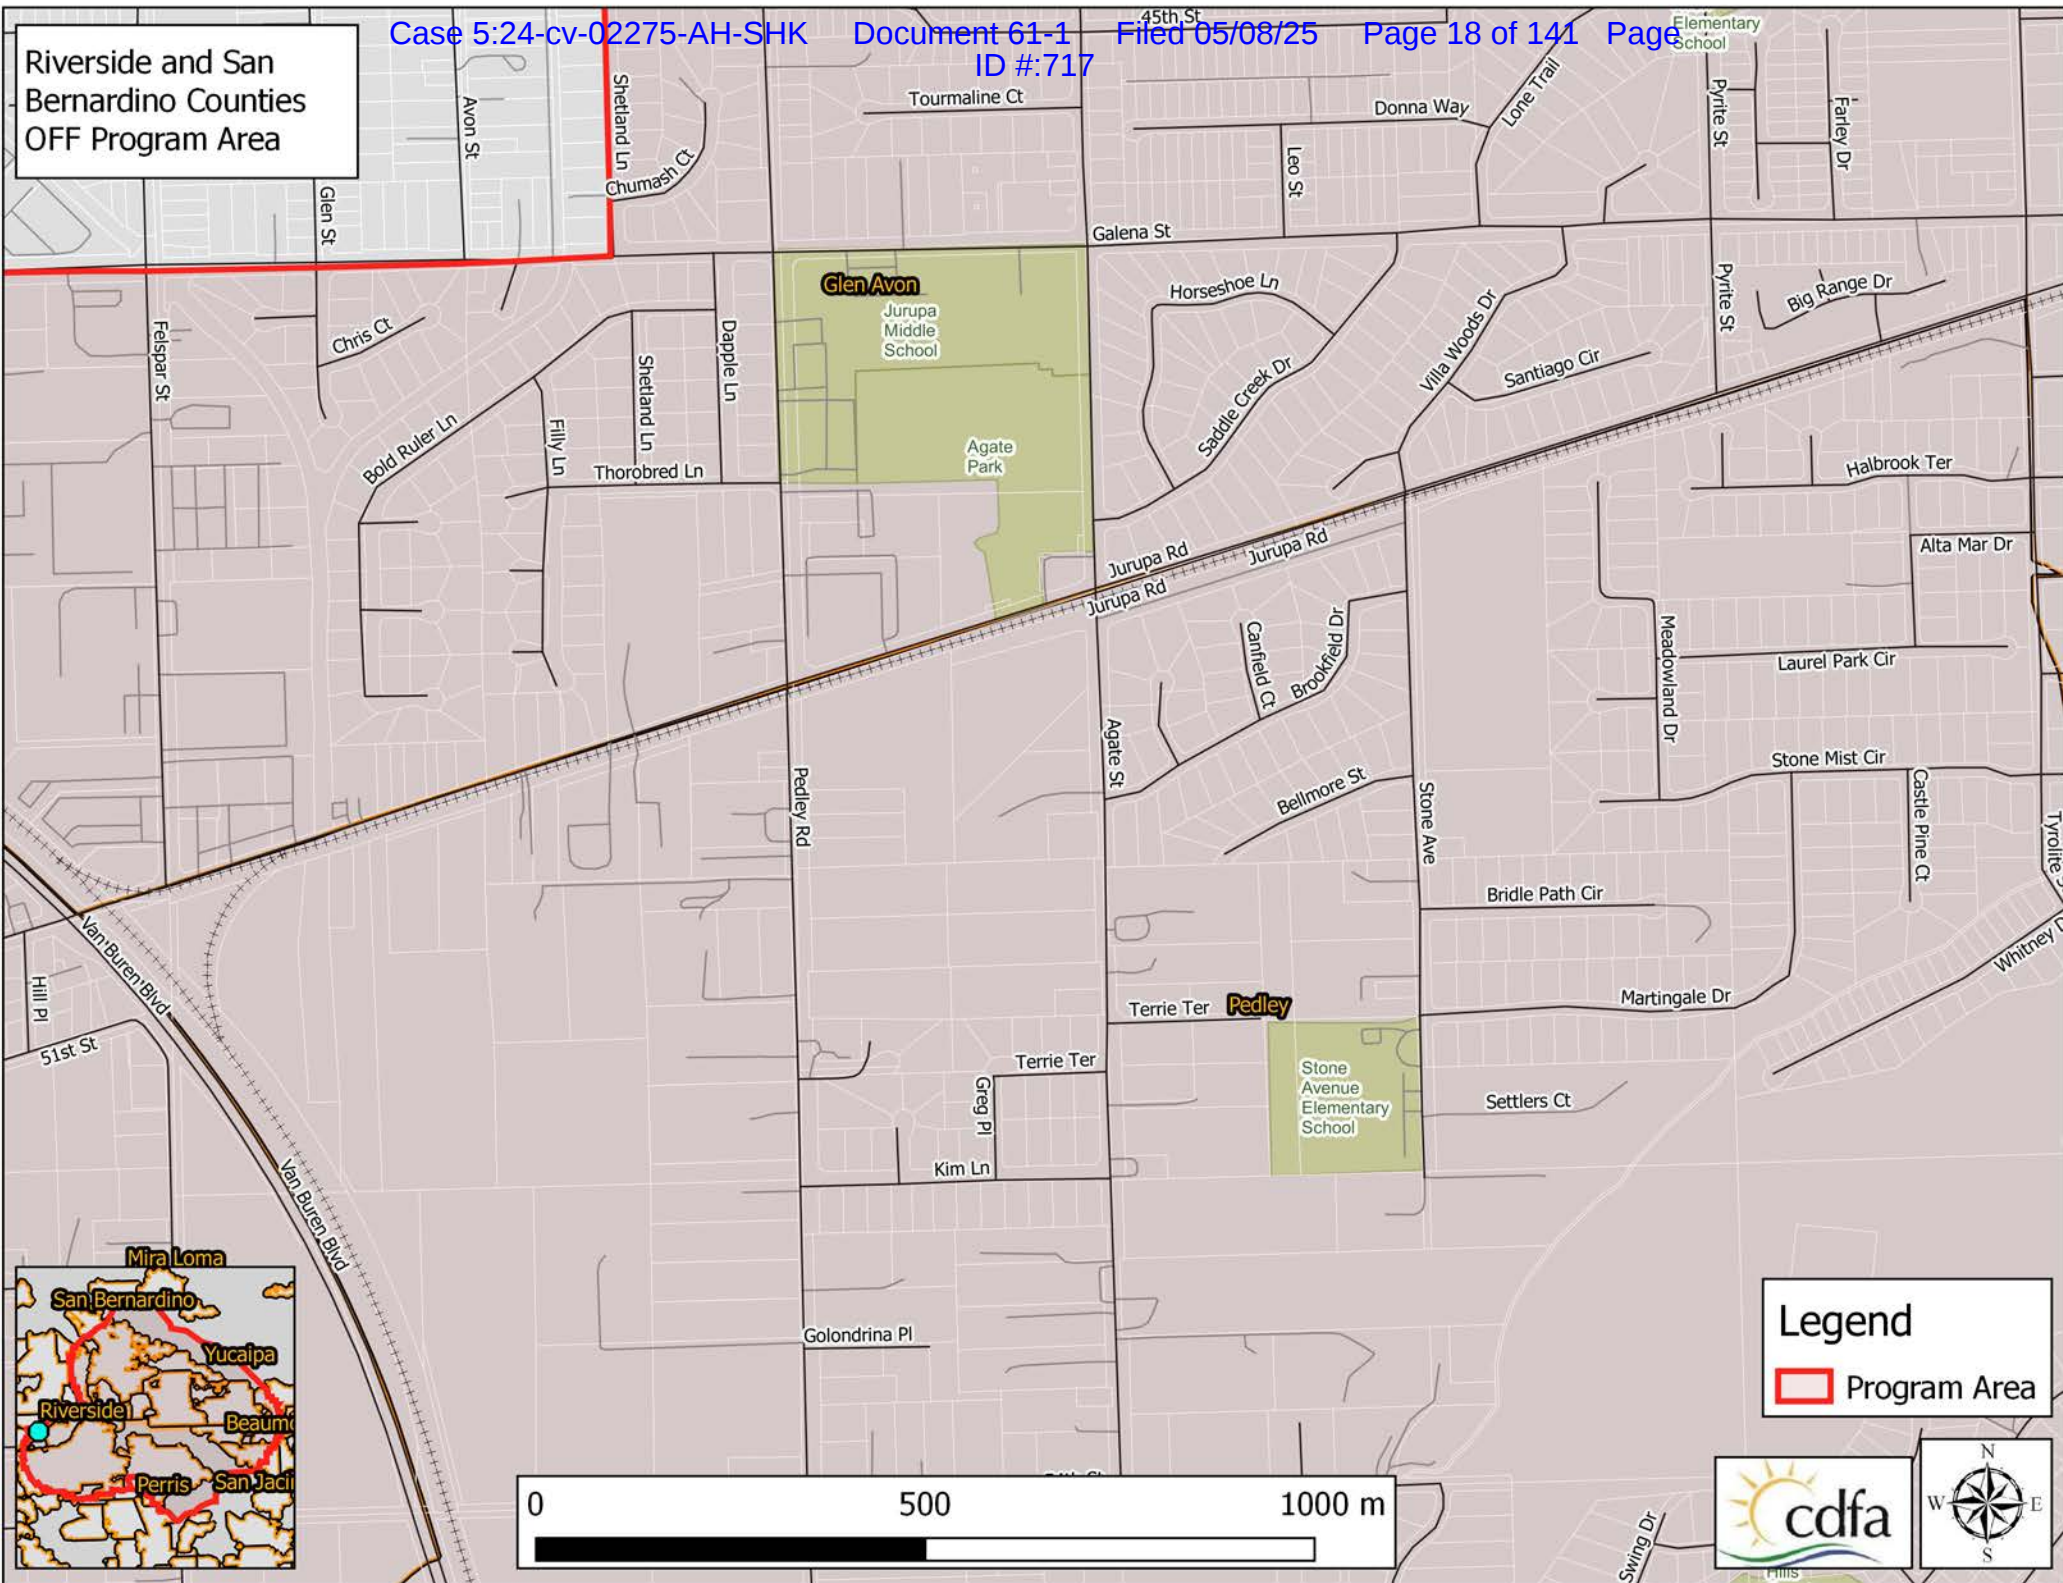 Case 5:24-cv-02275-AH-SHK Document 61-1 Filed 05/08/25 Page 18 of 141 Page
ID #:717
Riverside and San
Bernardino Counties
OFF Program Area
45th St
Elementary
School
Shetland Ln
Avon St
Glen St
Chumash Ct
Tourmaline Ct
Donna Way
Lone Trail
Leo St
Pyrite St
Farley Dr
Galena St
Glen Avon
Jurupa
Middle
School
Horseshoe Ln
Villa Woods Dr
Pyrite St
Big Range Dr
Felspar St
Chris Ct
Shetland Ln
Dapple Ln
Saddle Creek Dr
Santiago Cir
Bold Ruler Ln
Filly Ln
Thorobred Ln
Agate
Park
Halbrook Ter
Jurupa Rd
Jurupa Rd
Jurupa Rd
Alta Mar Dr
Canfield Ct
Brookfield Dr
Meadowland Dr
Laurel Park Cir
Agate St
Pedley Rd
Bellmore St
Stone Ave
Stone Mist Cir
Castle Pine Ct
Tyrolite
Bridle Path Cir
Whitney
Van Buren Blvd
Hill Pl
51st St
Terrie Ter
Pedley
Martingale Dr
Terrie Ter
Greg Pl
Stone
Avenue
Elementary
School
Settlers Ct
Kim Ln
Van Buren Blvd
Golondrina Pl
Mira Loma
San Bernardino
Yucaipa
Riverside
Beaumo
Perris
San Jaci
Legend
Program Area
0 500 1000 m
Swing Dr
cdfa
N
W E
S
Hills